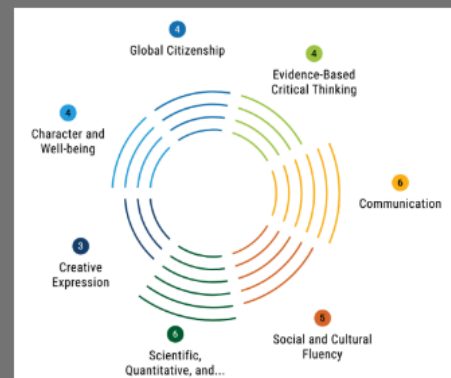 4
Global Citizenship
4
Evidence-Based
Critical Thinking
4
Character and
Well-being
6
Communication
3
Creative
Expression
5
Social and Cultural
Fluency
6
Scientific,
Quantitative, and...